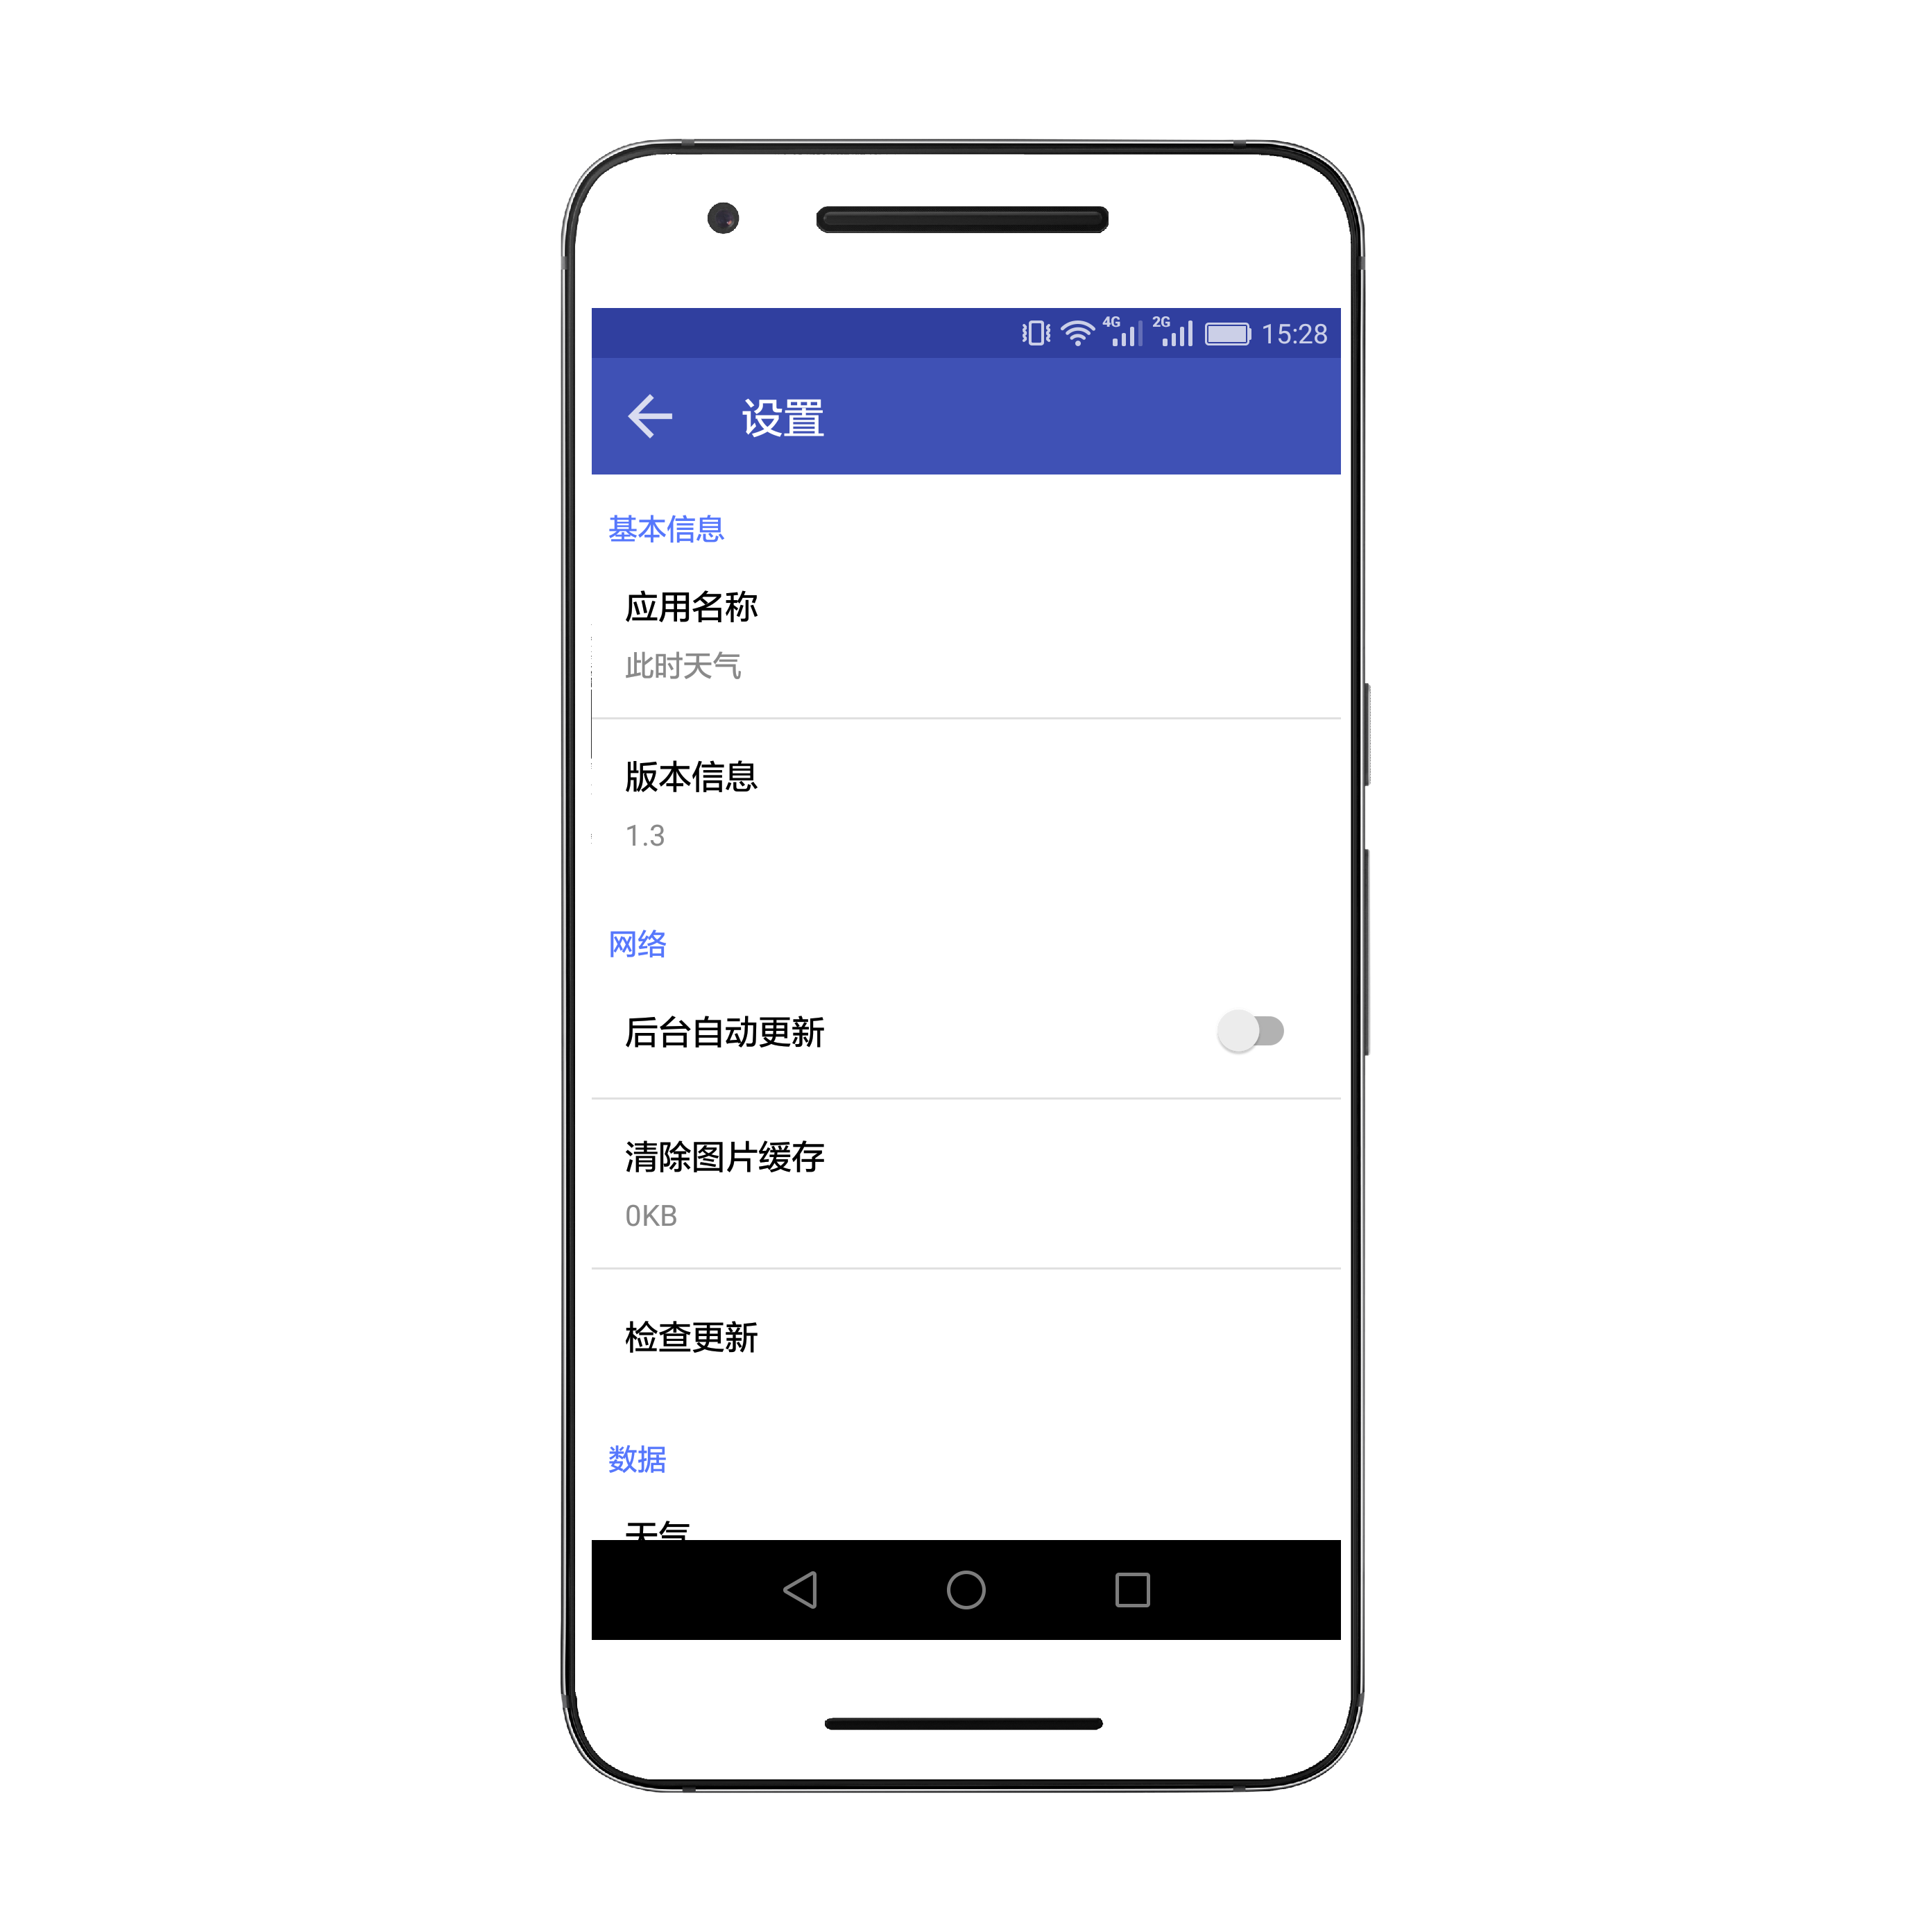 4G 2G 15:28
设置
基本信息
应用名称
此时天气
版本信息
1.3
网络
后台自动更新
清除图片缓存
0KB
检查更新
数据
天气